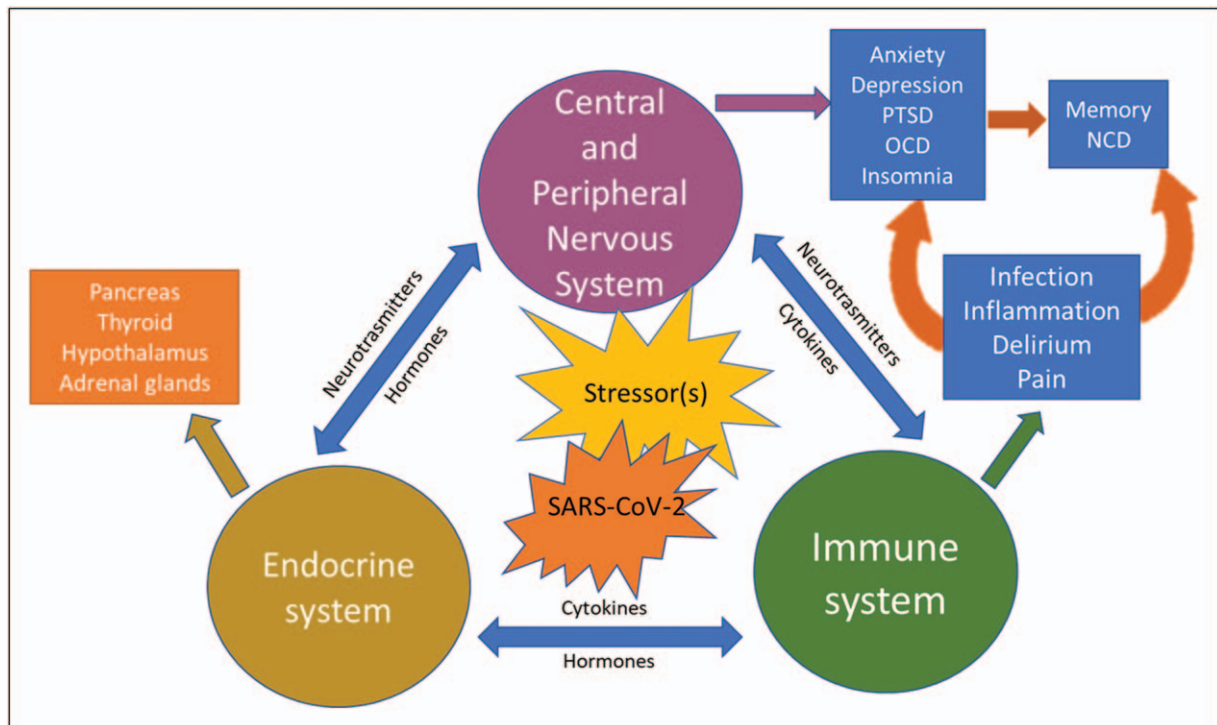 Central
and
Peripheral
Nervous
System
Anxiety
Depression
PTSD
OCD
Insomnia
Memory
NCD
Neurotrasmitters
Hormones
Neurotrasmitters
Cytokines
Pancreas
Thyroid
Hypothalamus
Adrenal glands
Infection
Inflammation
Delirium
Pain
Stressor(s)
SARS-CoV-2
Endocrine
system
Immune
system
Cytokines
Hormones